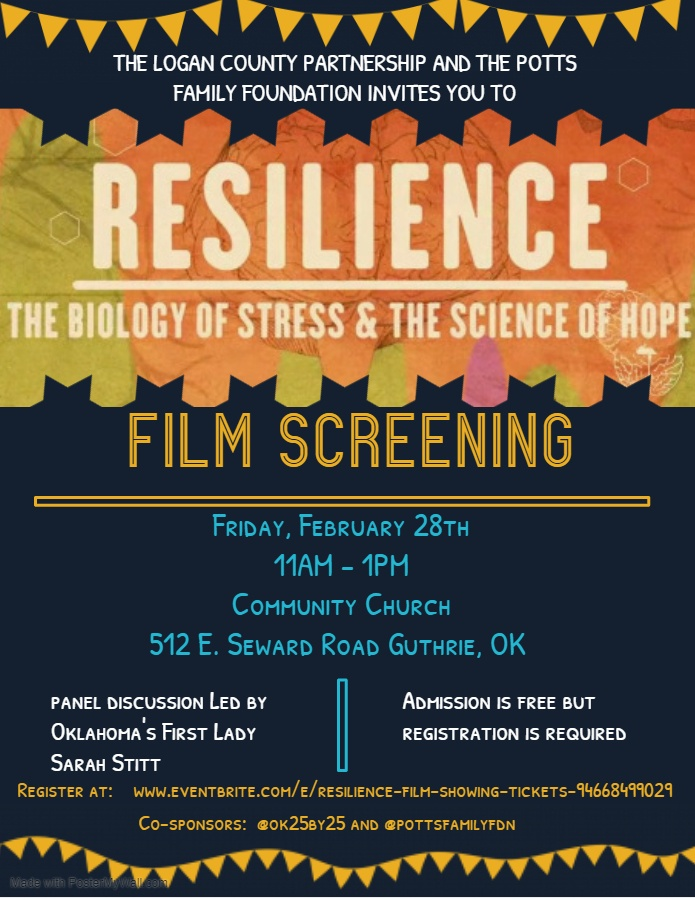 THE LOGAN COUNTY PARTNERSHIP AND THE POTTS
FAMILY FOUNDATION INVITES YOU TO
RESILIENCE
THE BIOLOGY OF STRESS & THE SCIENCE OF HOPE
FILM SCREENING
Friday, February 28th
11AM – 1PM
Community Church
512 E. Seward Road Guthrie, OK
panel discussion Led by
Oklahoma's First Lady
Sarah Stitt
Admission is free but
registration is required
Register at: www.eventbrite.com/e/resilience-film-showing-tickets-94668499029
Co-sponsors: @ok25by25 and @pottsfamilyfdn
Made with PosterMyWall.com